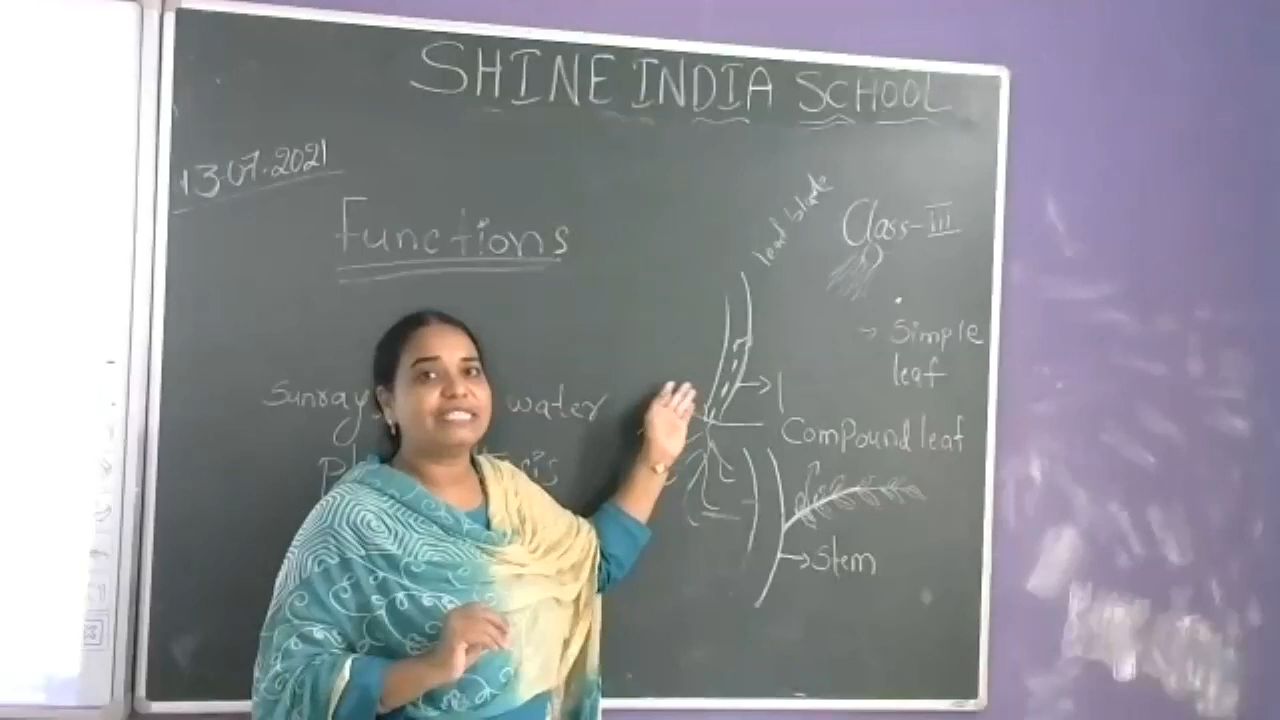 SHINE INDIA SCHOOL
13.07.2021
Functions
leaf blade
Class-III
Simple
leaf
Sunrays
water
Compound leaf
Stem